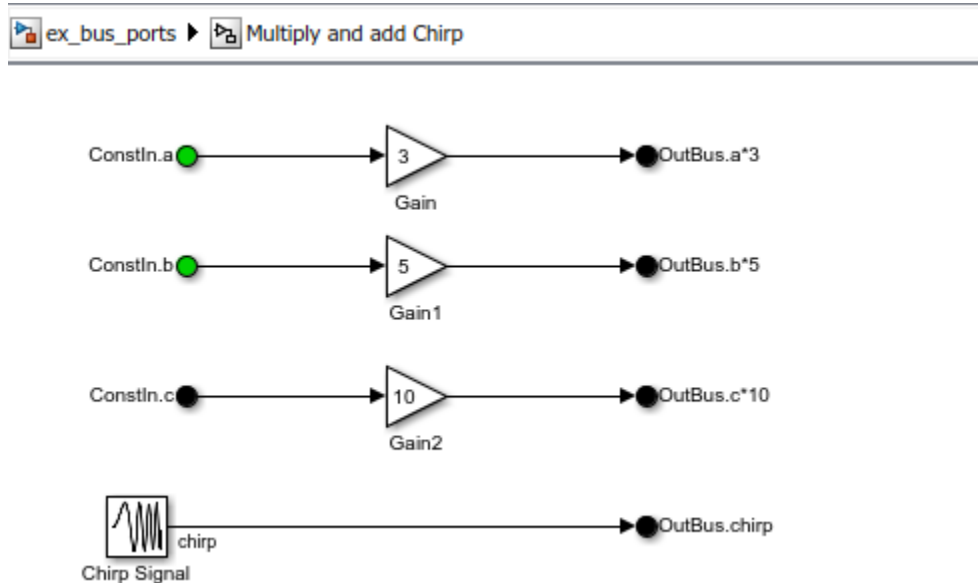 ex_bus_ports Multiply and add Chirp
ConstIn.a 3 OutBus.a*3
Gain
ConstIn.b 5 OutBus.b*5
Gain1
ConstIn.c 10 OutBus.c*10
Gain2
chirp OutBus.chirp
Chirp Signal